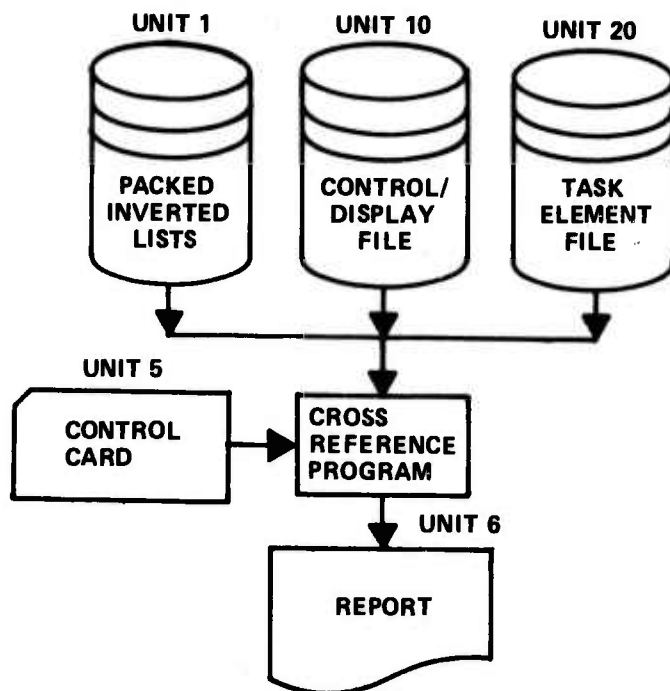 UNIT 1
UNIT 10
UNIT 20
PACKED
INVERTED
LISTS
CONTROL/
DISPLAY
FILE
TASK
ELEMENT
FILE
UNIT 5
CONTROL
CARD
CROSS
REFERENCE
PROGRAM
UNIT 6
REPORT